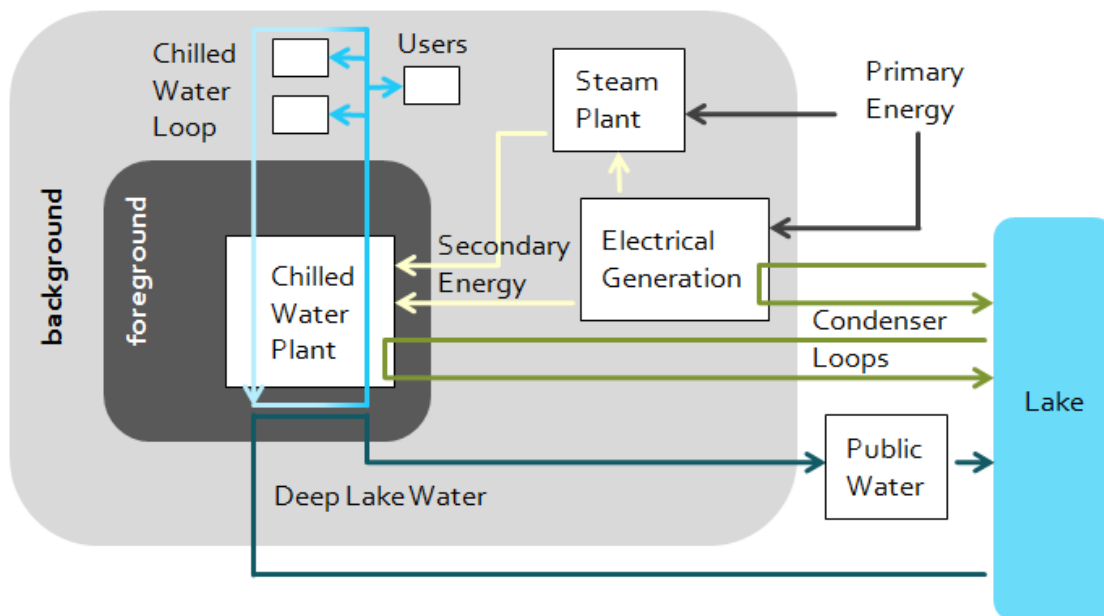 Chilled
Water
Loop
Users
Steam
Plant
Primary
Energy
background
foreground
Secondary
Energy
Electrical
Generation
Chilled
Water
Plant
Condenser
Loops
Lake
Public
Water
Deep Lake Water